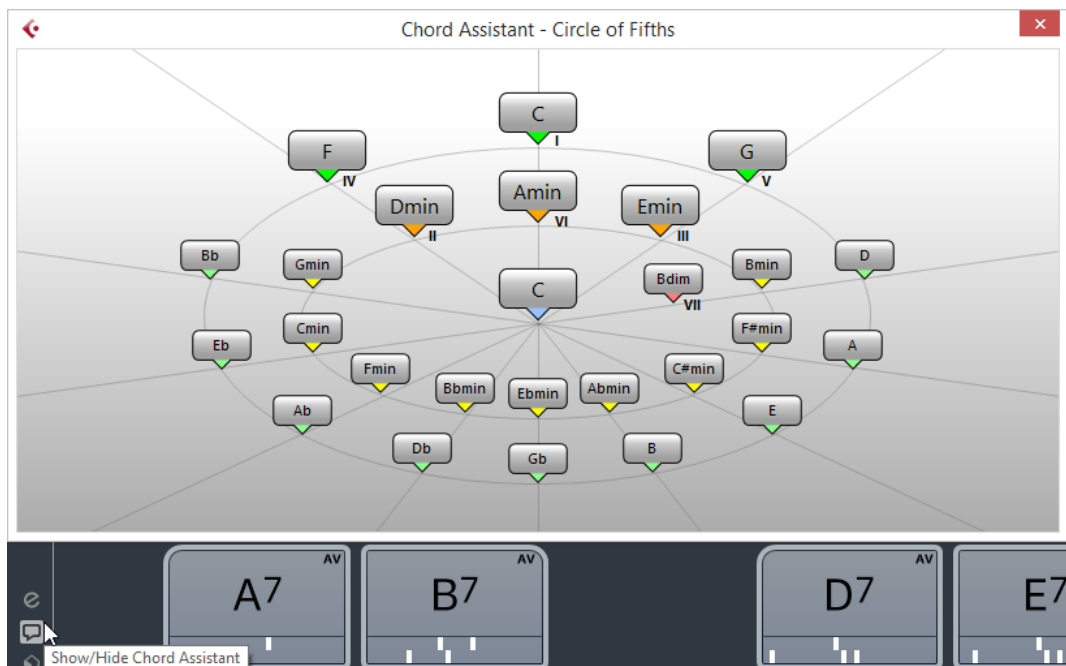 Chord Assistant - Circle of Fifths
C
I
F
IV
G
V
Dmin
II
Amin
VI
Emin
III
Bb
Gmin
Bdim
VII
Bmin
D
C
Eb
Cmin
F#min
A
Fmin
Bbmin
Ebmin
Abmin
C#min
Ab
Db
Gb
B
E
AV
A7
AV
B7
AV
D7
E7
e
Show/Hide Chord Assistant